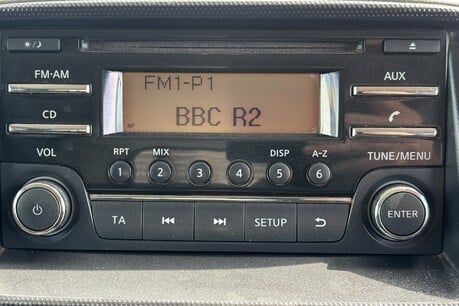 FM·AM
FM1-P1
AUX
BBC R2
CD
VOL
RPT MIX DISP A-Z
TUNE/MENU
1 2 3 4 5 6
TA SETUP
ENTER